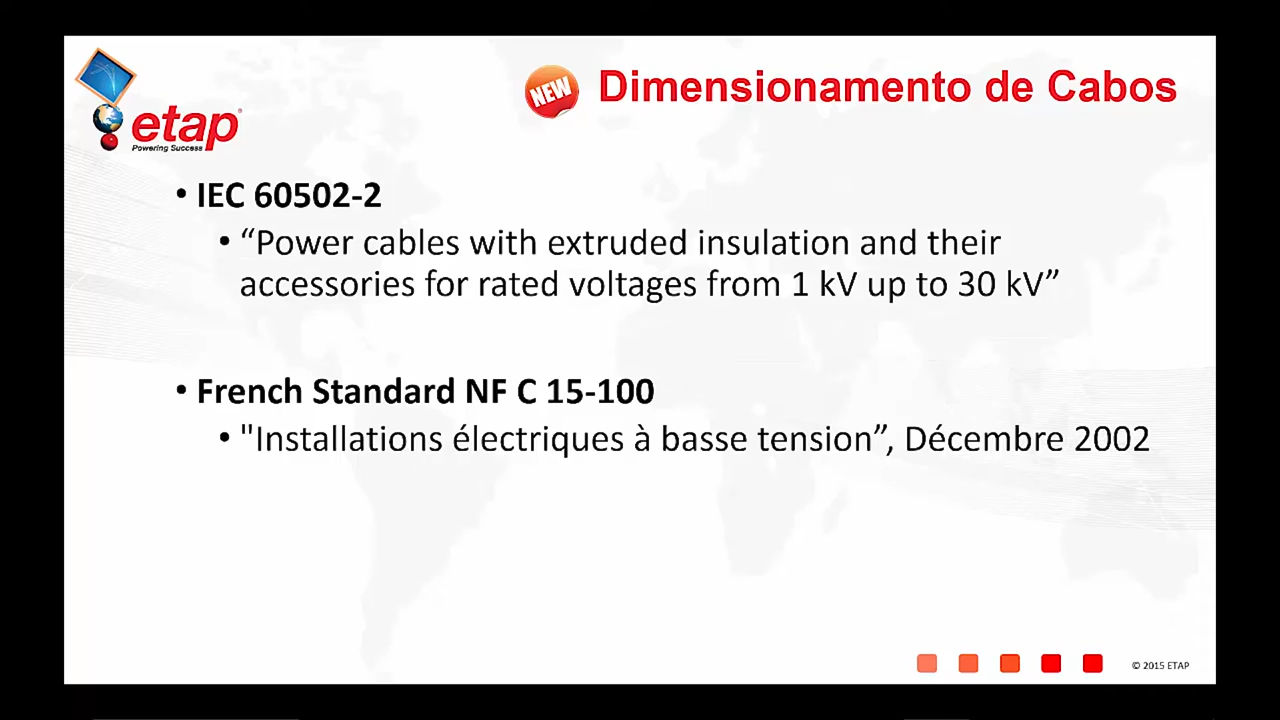 etap
Powering Success
NEW
Dimensionamento de Cabos
• IEC 60502-2
• “Power cables with extruded insulation and their
accessories for rated voltages from 1 kV up to 30 kV”
• French Standard NF C 15-100
• "Installations électriques à basse tension”, Décembre 2002
© 2015 ETAP